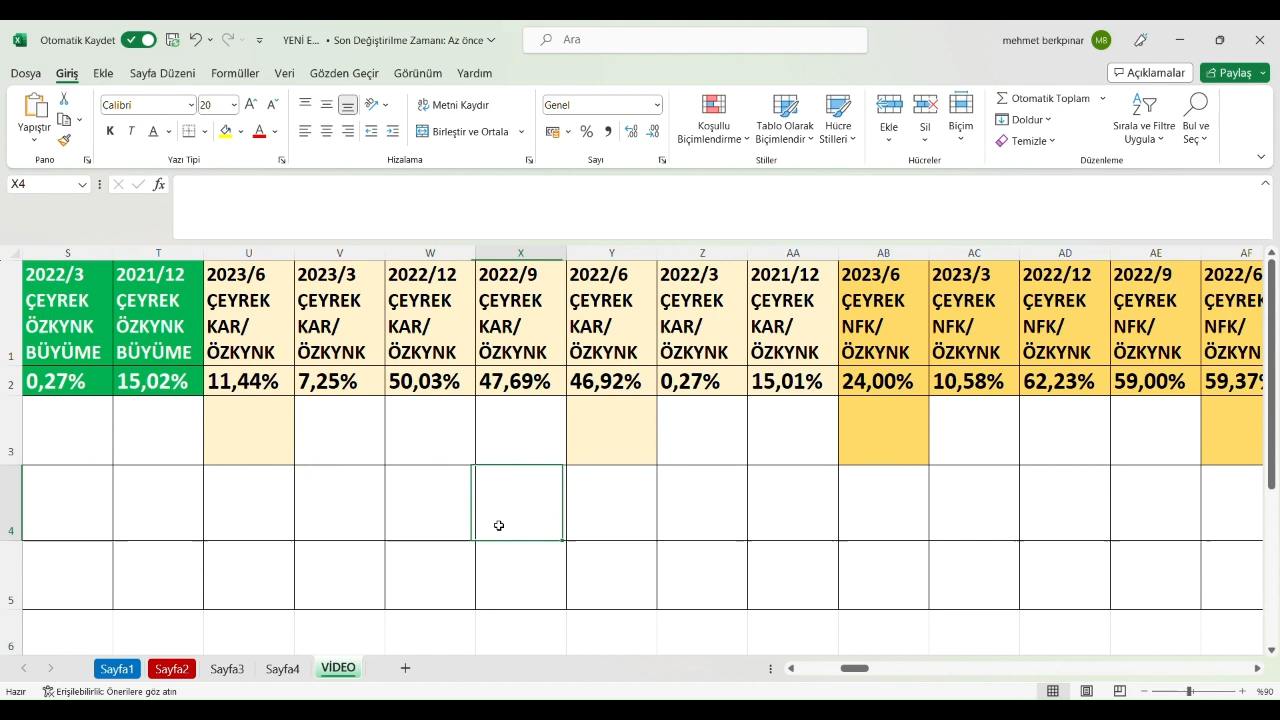 Otomatik Kaydet YENİ E... • Son Değiştirilme Zamanı: Az önce Ara mehmet berkpınar MB
Dosya Giriş Ekle Sayfa Düzeni Formüller Veri Gözden Geçir Görünüm Yardım Açıklamalar Paylaş
Yapıştır
Pano
Calibri 20
K T A
Yazı Tipi
Metni Kaydır
Birleştir ve Ortala
Hizalama
Genel
Sayı
Koşullu Biçimlendirme
Tablo Olarak Biçimlendir
Hücre Stilleri
Stiller
Ekle Sil Biçim
Hücreler
Otomatik Toplam
Doldur
Temizle
Sırala ve Filtre Uygula
Bul ve Seç
Düzenleme
X4 fx
S T U V W X Y Z AA AB AC AD AE AF
2022/3 2021/12 2023/6 2023/3 2022/12 2022/9 2022/6 2022/3 2021/12 2023/6 2023/3 2022/12 2022/9 2022/6
ÇEYREK ÇEYREK ÇEYREK ÇEYREK ÇEYREK ÇEYREK ÇEYREK ÇEYREK ÇEYREK ÇEYREK ÇEYREK ÇEYREK ÇEYREK ÇEYREK
ÖZKYNK ÖZKYNK KAR/ KAR/ KAR/ KAR/ KAR/ KAR/ KAR/ NFK/ NFK/ NFK/ NFK/ NFK/
1 BÜYÜME BÜYÜME ÖZKYNK ÖZKYNK ÖZKYNK ÖZKYNK ÖZKYNK ÖZKYNK ÖZKYNK ÖZKYNK ÖZKYNK ÖZKYNK ÖZKYNK ÖZKYN
2 0,27% 15,02% 11,44% 7,25% 50,03% 47,69% 46,92% 0,27% 15,01% 24,00% 10,58% 62,23% 59,00% 59,37%
3
4
5
6
Sayfa1 Sayfa2 Sayfa3 Sayfa4 VİDEO
Hazır Erişilebilirlik: Önerilere göz atın %90